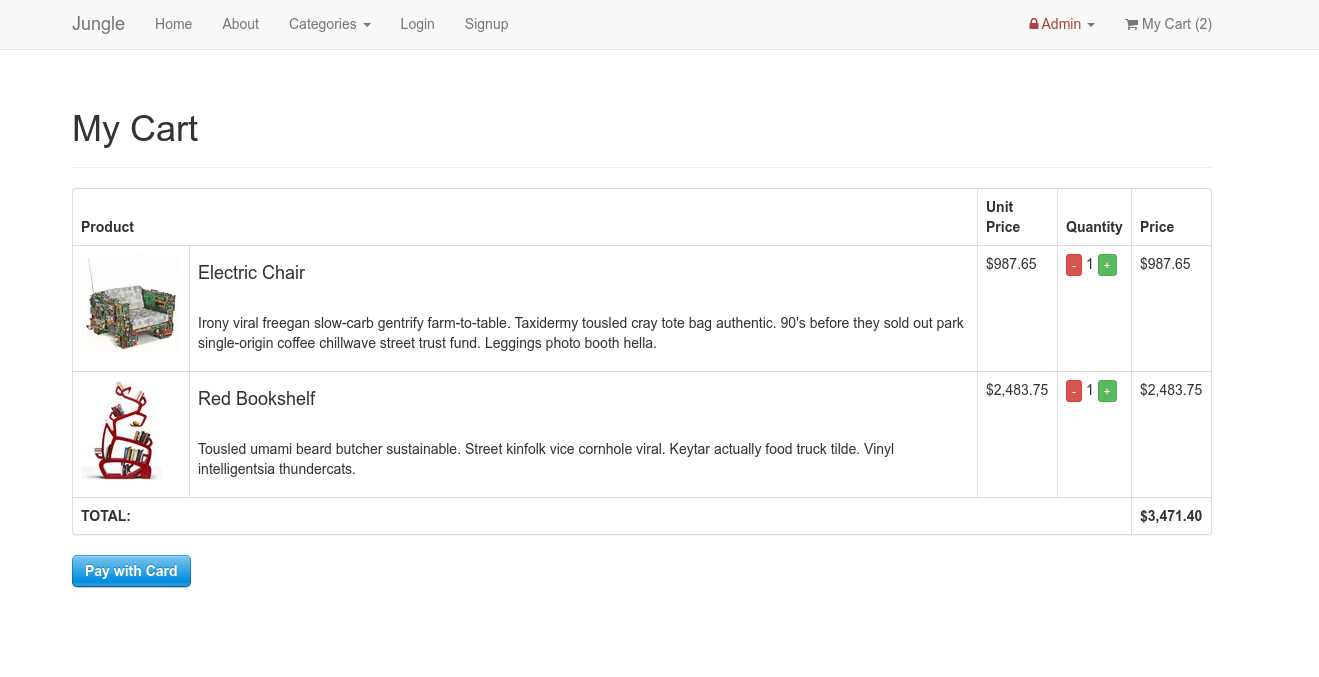 Jungle Home About Categories Login Signup Admin My Cart (2)
My Cart
Product Unit Price Quantity Price
Electric Chair $987.65 - 1 + $987.65
Irony viral freegan slow-carb gentrify farm-to-table. Taxidermy tousled cray tote bag authentic. 90's before they sold out park
single-origin coffee chillwave street trust fund. Leggings photo booth hella.
Red Bookshelf $2,483.75 - 1 + $2,483.75
Tousled umami beard butcher sustainable. Street kinfolk vice cornhole viral. Keytar actually food truck tilde. Vinyl
intelligentsia thundercats.
TOTAL: $3,471.40
Pay with Card